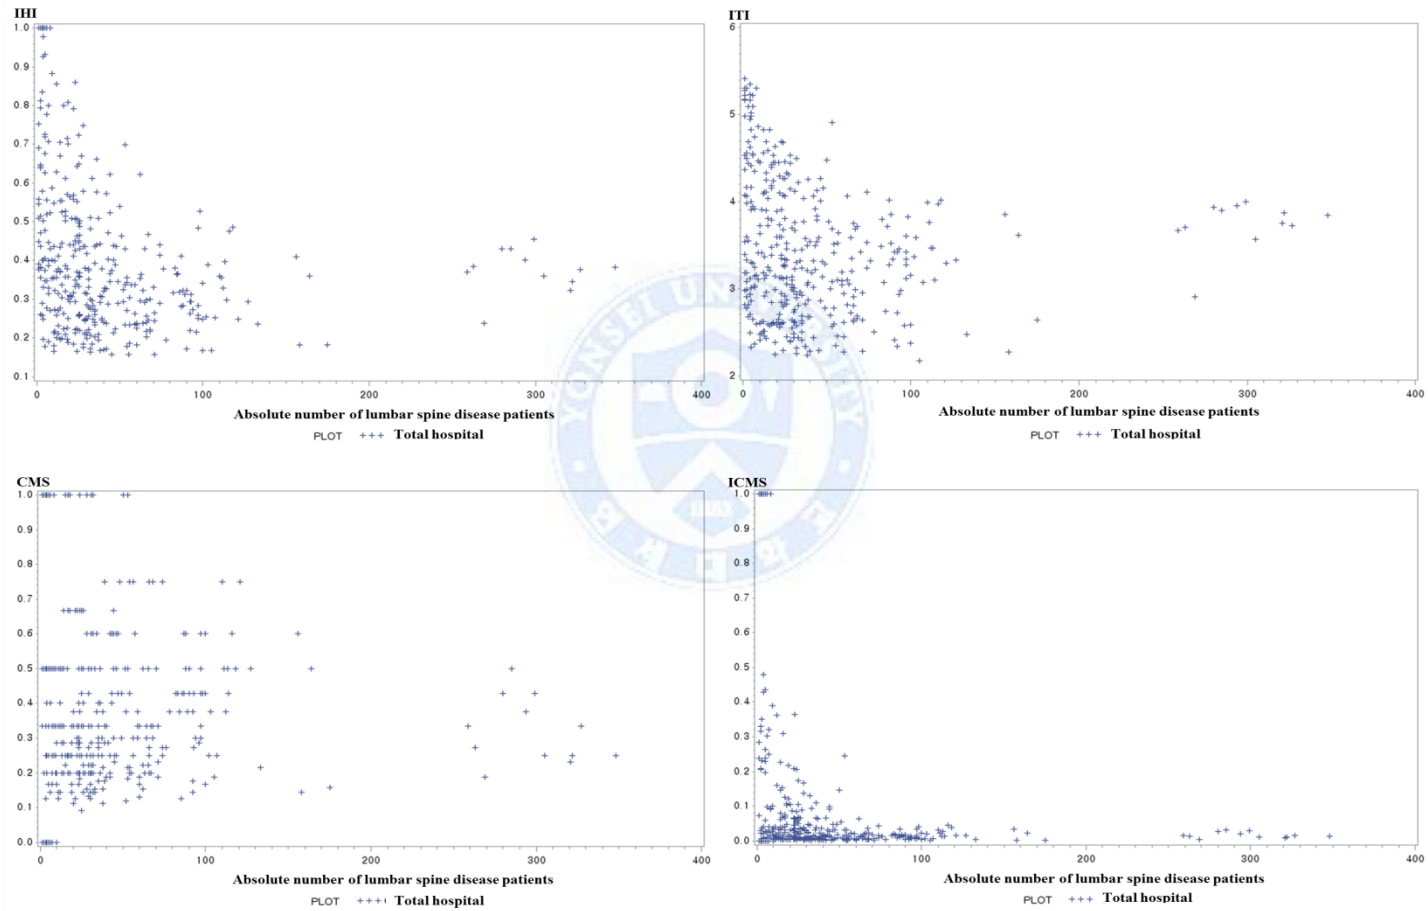 IHI
1.0
0.9
0.8
0.7
0.6
0.5
0.4
0.3
0.2
0.1
0 100 200 300 400
Absolute number of lumbar spine disease patients
PLOT +++ Total hospital
ITI
6
5
4
3
2
0 100 200 300 400
Absolute number of lumbar spine disease patients
PLOT +++ Total hospital
CMS
1.0
0.9
0.8
0.7
0.6
0.5
0.4
0.3
0.2
0.1
0.0
0 100 200 300 400
Absolute number of lumbar spine disease patients
PLOT +++ Total hospital
ICMS
1.0
0.9
0.8
0.7
0.6
0.5
0.4
0.3
0.2
0.1
0.0
0 100 200 300 400
Absolute number of lumbar spine disease patients
PLOT +++ Total hospital
YONSEI UNIVERSITY